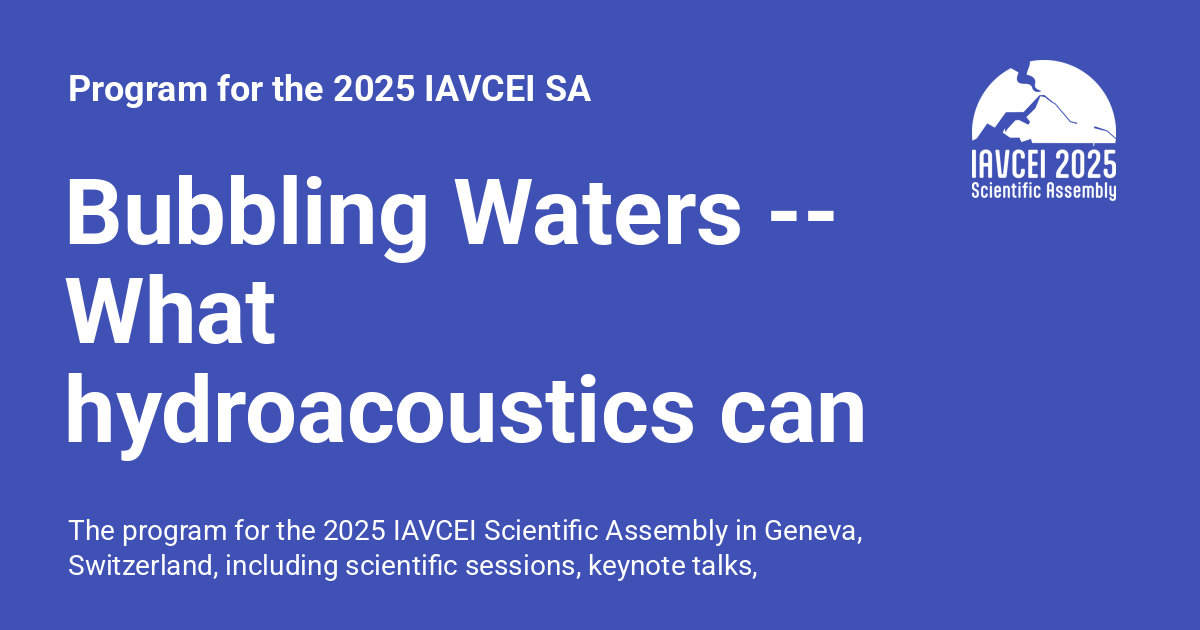 Program for the 2025 IAVCEI SA
IAVCEI 2025
Scientific Assembly
Bubbling Waters --
What
hydroacoustics can
The program for the 2025 IAVCEI Scientific Assembly in Geneva,
Switzerland, including scientific sessions, keynote talks,